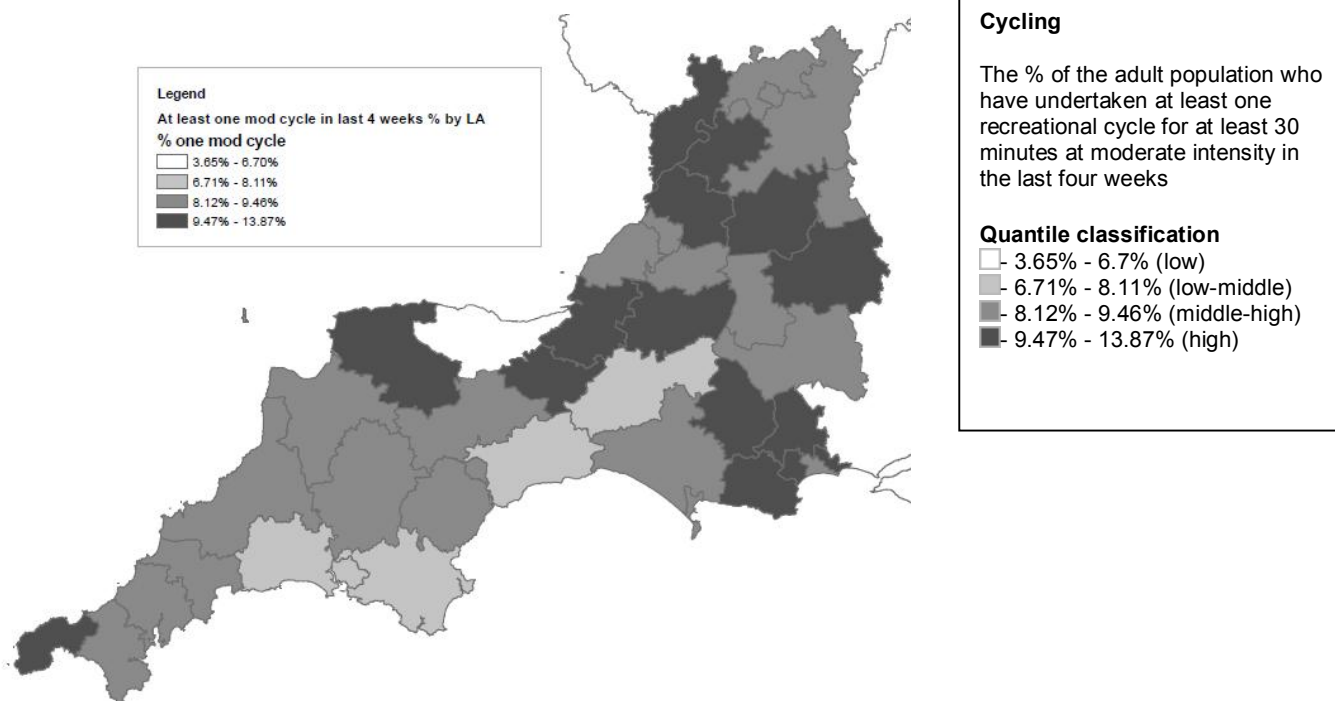 Legend
At least one mod cycle in last 4 weeks % by LA
% one mod cycle
3.65% - 6.70%
6.71% - 8.11%
8.12% - 9.46%
9.47% - 13.87%
Cycling
The % of the adult population who
have undertaken at least one
recreational cycle for at least 30
minutes at moderate intensity in
the last four weeks
Quantile classification
- 3.65% - 6.7% (low)
- 6.71% - 8.11% (low-middle)
- 8.12% - 9.46% (middle-high)
- 9.47% - 13.87% (high)